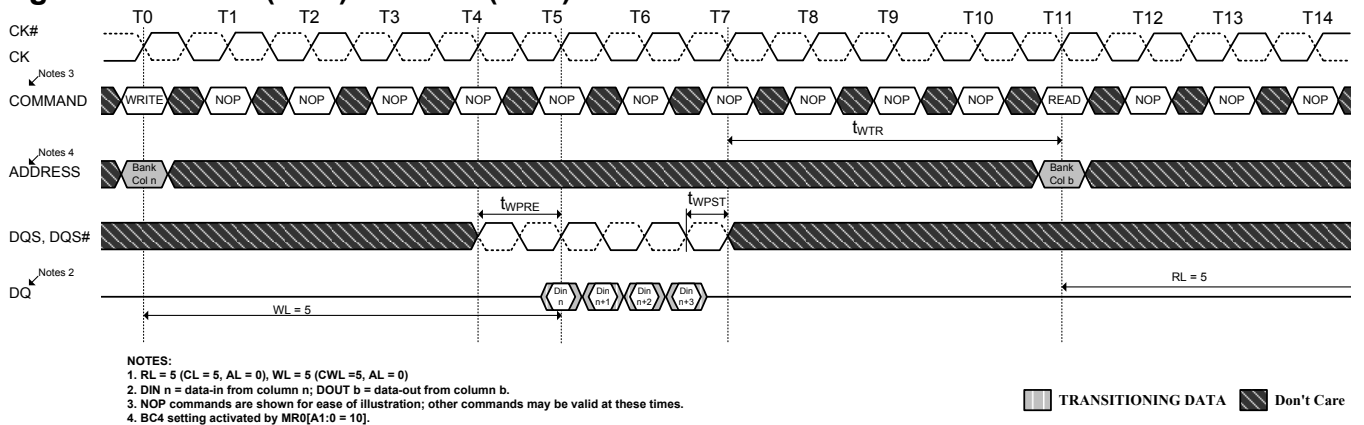 T0 T1 T2 T3 T4 T5 T6 T7 T8 T9 T10 T11 T12 T13 T14
CK#
CK
Notes 3
COMMAND WRITE NOP NOP NOP NOP NOP NOP NOP NOP NOP NOP READ NOP NOP NOP
tWTR
Notes 4
ADDRESS
Bank Bank
Col n Col b
tWPRE tWPST
DQS, DQS#
Notes 2
DQ
Din Din Din Din
n n+1 n+2 n+3
RL = 5
WL = 5
NOTES:
1. RL = 5 (CL = 5, AL = 0), WL = 5 (CWL =5, AL = 0)
2. DIN n = data-in from column n; DOUT b = data-out from column b.
3. NOP commands are shown for ease of illustration; other commands may be valid at these times.
4. BC4 setting activated by MR0[A1:0 = 10].
TRANSITIONING DATA Don't Care